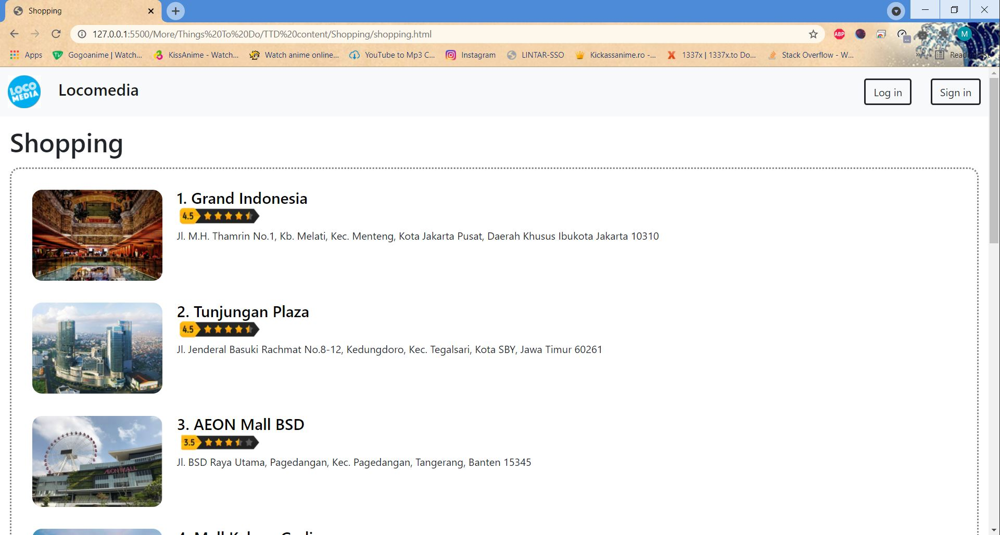 Shopping
127.0.0.1:5500/More/Things%20To%20Do/TTD%20content/Shopping/shopping.html
ABP
M
Apps Gogoanime | Watch... KissAnime - Watch... Watch anime online... YouTube to Mp3 C... Instagram LINTAR-SSO Kickassanime.ro -... 1337x | 1337x.to Do... Stack Overflow - W... » Reading list
LOCO MEDIA Locomedia Log in Sign in
Shopping
1. Grand Indonesia
4.5
Jl. M.H. Thamrin No.1, Kb. Melati, Kec. Menteng, Kota Jakarta Pusat, Daerah Khusus Ibukota Jakarta 10310
2. Tunjungan Plaza
4.5
Jl. Jenderal Basuki Rachmat No.8-12, Kedungdoro, Kec. Tegalsari, Kota SBY, Jawa Timur 60261
3. AEON Mall BSD
3.5
Jl. BSD Raya Utama, Pagedangan, Kec. Pagedangan, Tangerang, Banten 15345
AEON MALL
4. Mall